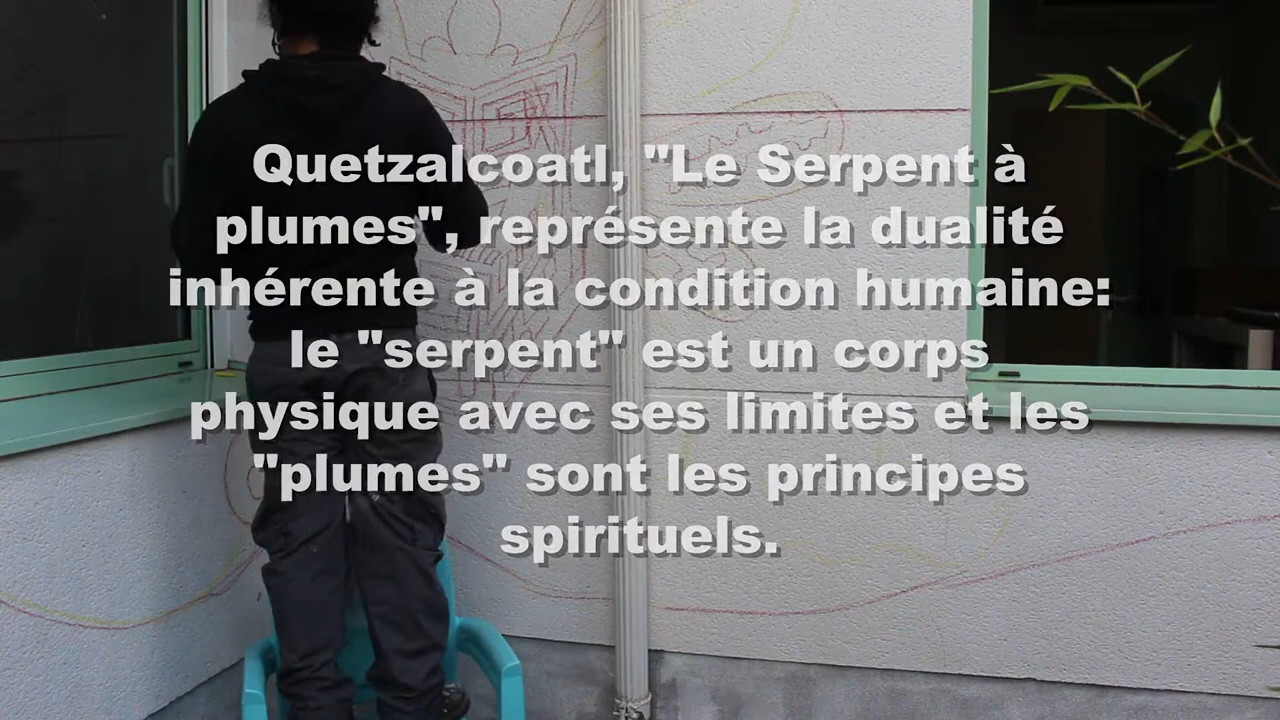 Quetzalcoatl, "Le Serpent à
plumes", représente la dualité
inhérente à la condition humaine:
le "serpent" est un corps
physique avec ses limites et les
"plumes" sont les principes
spirituels.